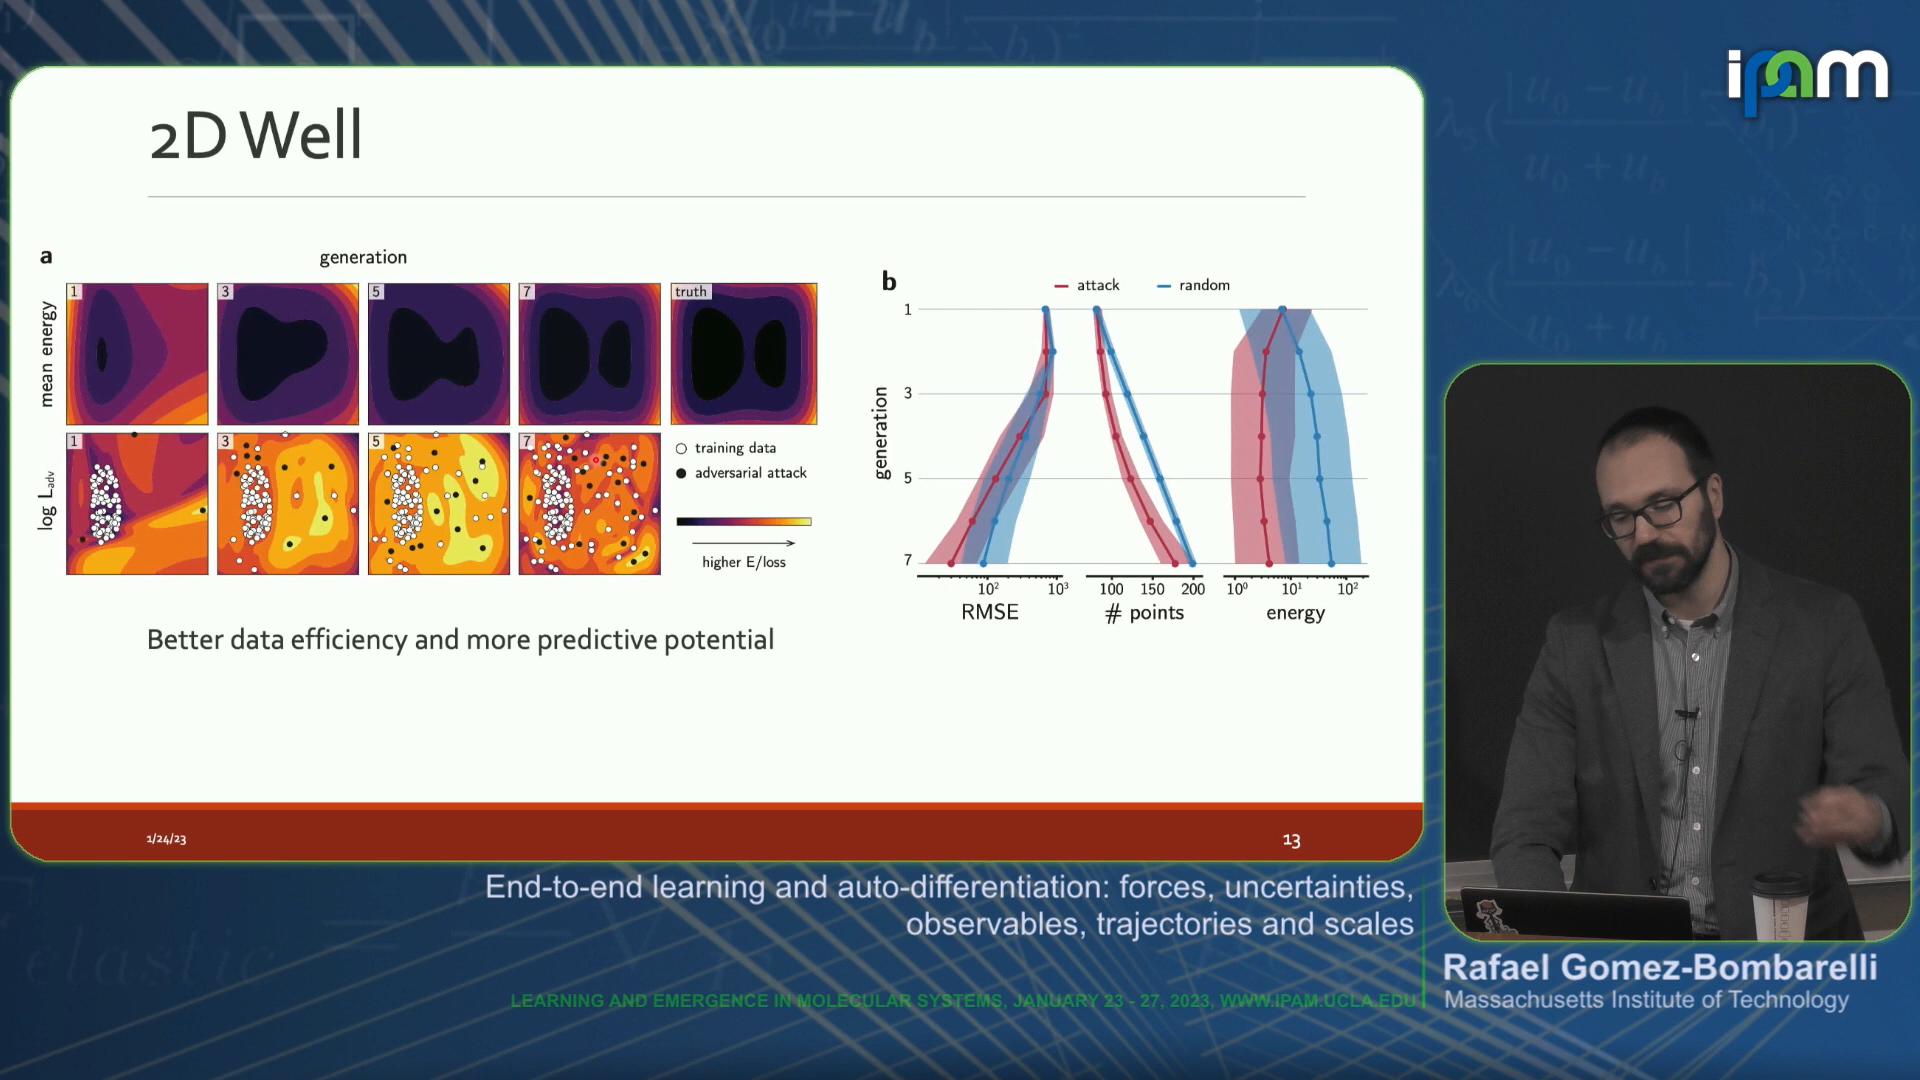 ipam
2D Well
a
generation
mean energy
1
3
5
7
truth
log Ladv
1
3
5
7
training data
adversarial attack
higher E/loss
b
attack
random
generation
1
3
5
7
10² 10³
RMSE
100 150 200
# points
10⁰ 10¹ 10²
energy
Better data efficiency and more predictive potential
1/24/23
13
End-to-end learning and auto-differentiation: forces, uncertainties,
observables, trajectories and scales
Rafael Gomez-Bombarelli
Massachusetts Institute of Technology
LEARNING AND EMERGENCE IN MOLECULAR SYSTEMS, JANUARY 23 - 27, 2023, WWW.IPAM.UCLA.EDU
elastic